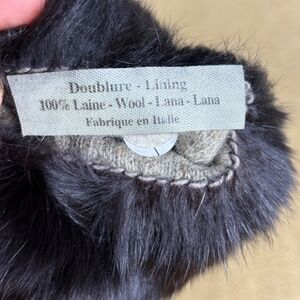 Doublure - Lining
100% Laine - Wool - Lana - Lana
Fabrique en Italie